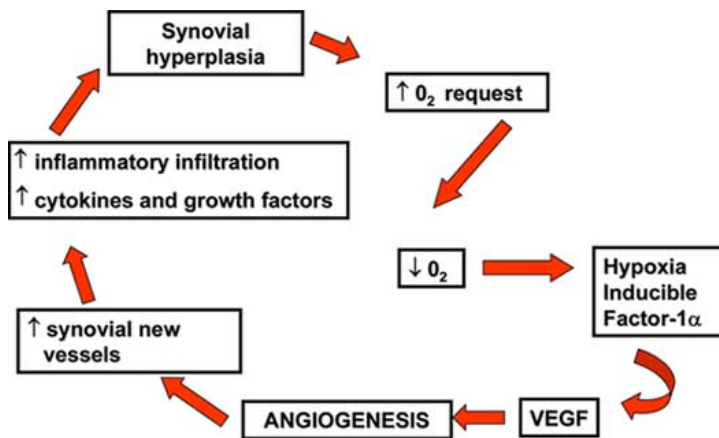 Synovial
hyperplasia
↑ 0₂ request
↓ 0₂
Hypoxia
Inducible
Factor-1α
VEGF
ANGIOGENESIS
↑ synovial new
vessels
↑ inflammatory infiltration
↑ cytokines and growth factors